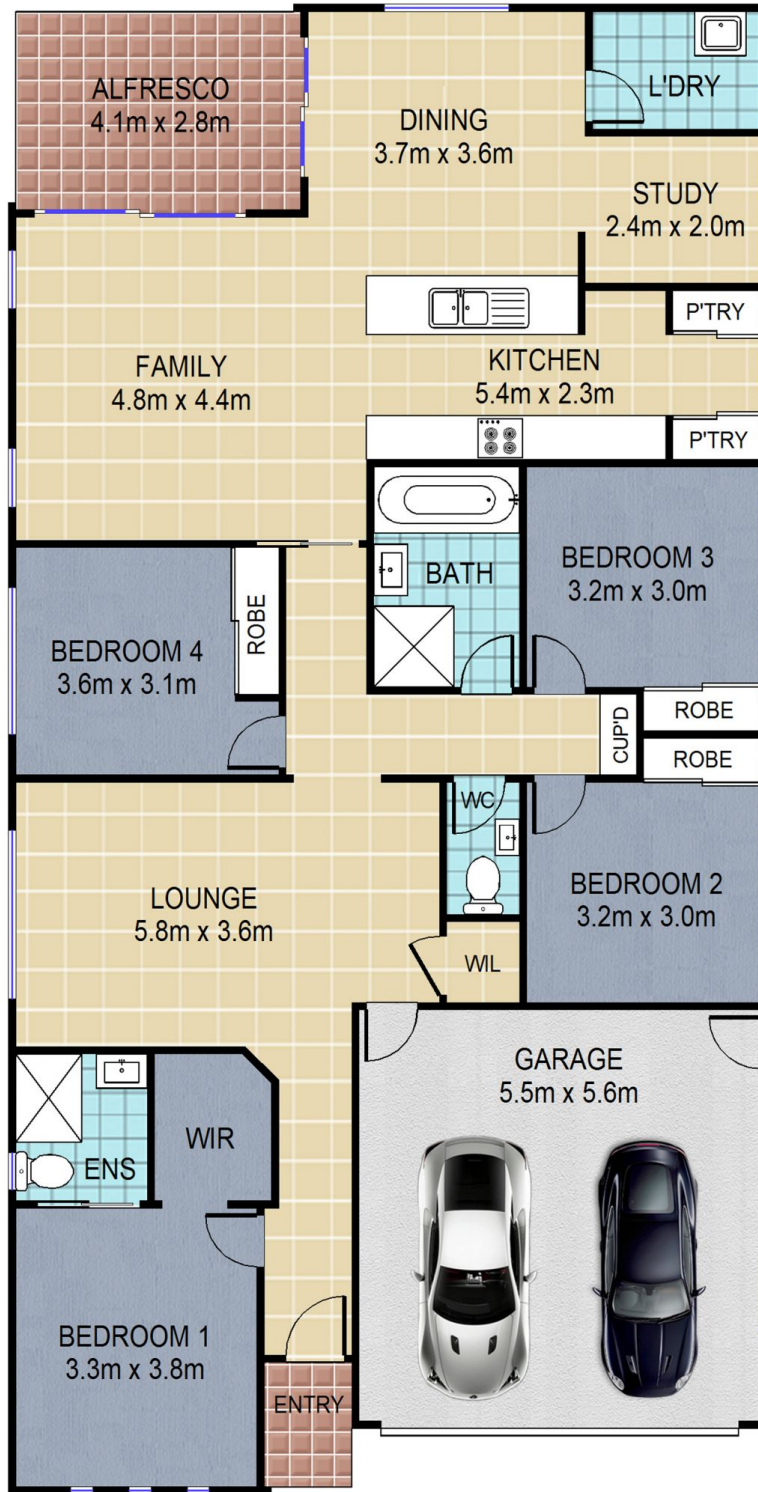 ALFRESCO
4.1m x 2.8m
DINING
3.7m x 3.6m
L'DRY
STUDY
2.4m x 2.0m
P'TRY
FAMILY
4.8m x 4.4m
KITCHEN
5.4m x 2.3m
P'TRY
BATH
BEDROOM 3
3.2m x 3.0m
BEDROOM 4
3.6m x 3.1m
ROBE
ROBE
CUP'D
ROBE
WC
LOUNGE
5.8m x 3.6m
BEDROOM 2
3.2m x 3.0m
WIL
GARAGE
5.5m x 5.6m
ENS
WIR
BEDROOM 1
3.3m x 3.8m
ENTRY